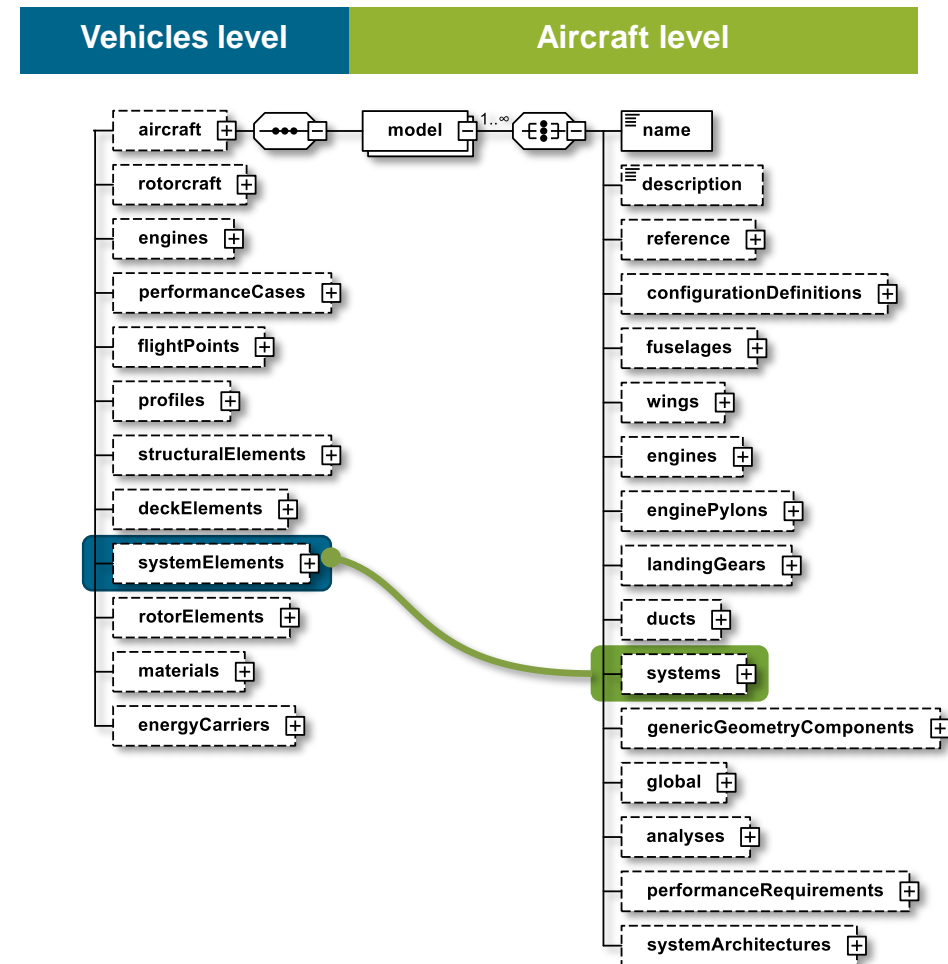 Vehicles level
Aircraft level
aircraft
model
1..∞
name
rotorcraft
description
engines
reference
performanceCases
configurationDefinitions
flightPoints
fuselages
profiles
wings
structuralElements
engines
deckElements
enginePylons
systemElements
landingGears
rotorElements
ducts
materials
systems
energyCarriers
genericGeometryComponents
global
analyses
performanceRequirements
systemArchitectures